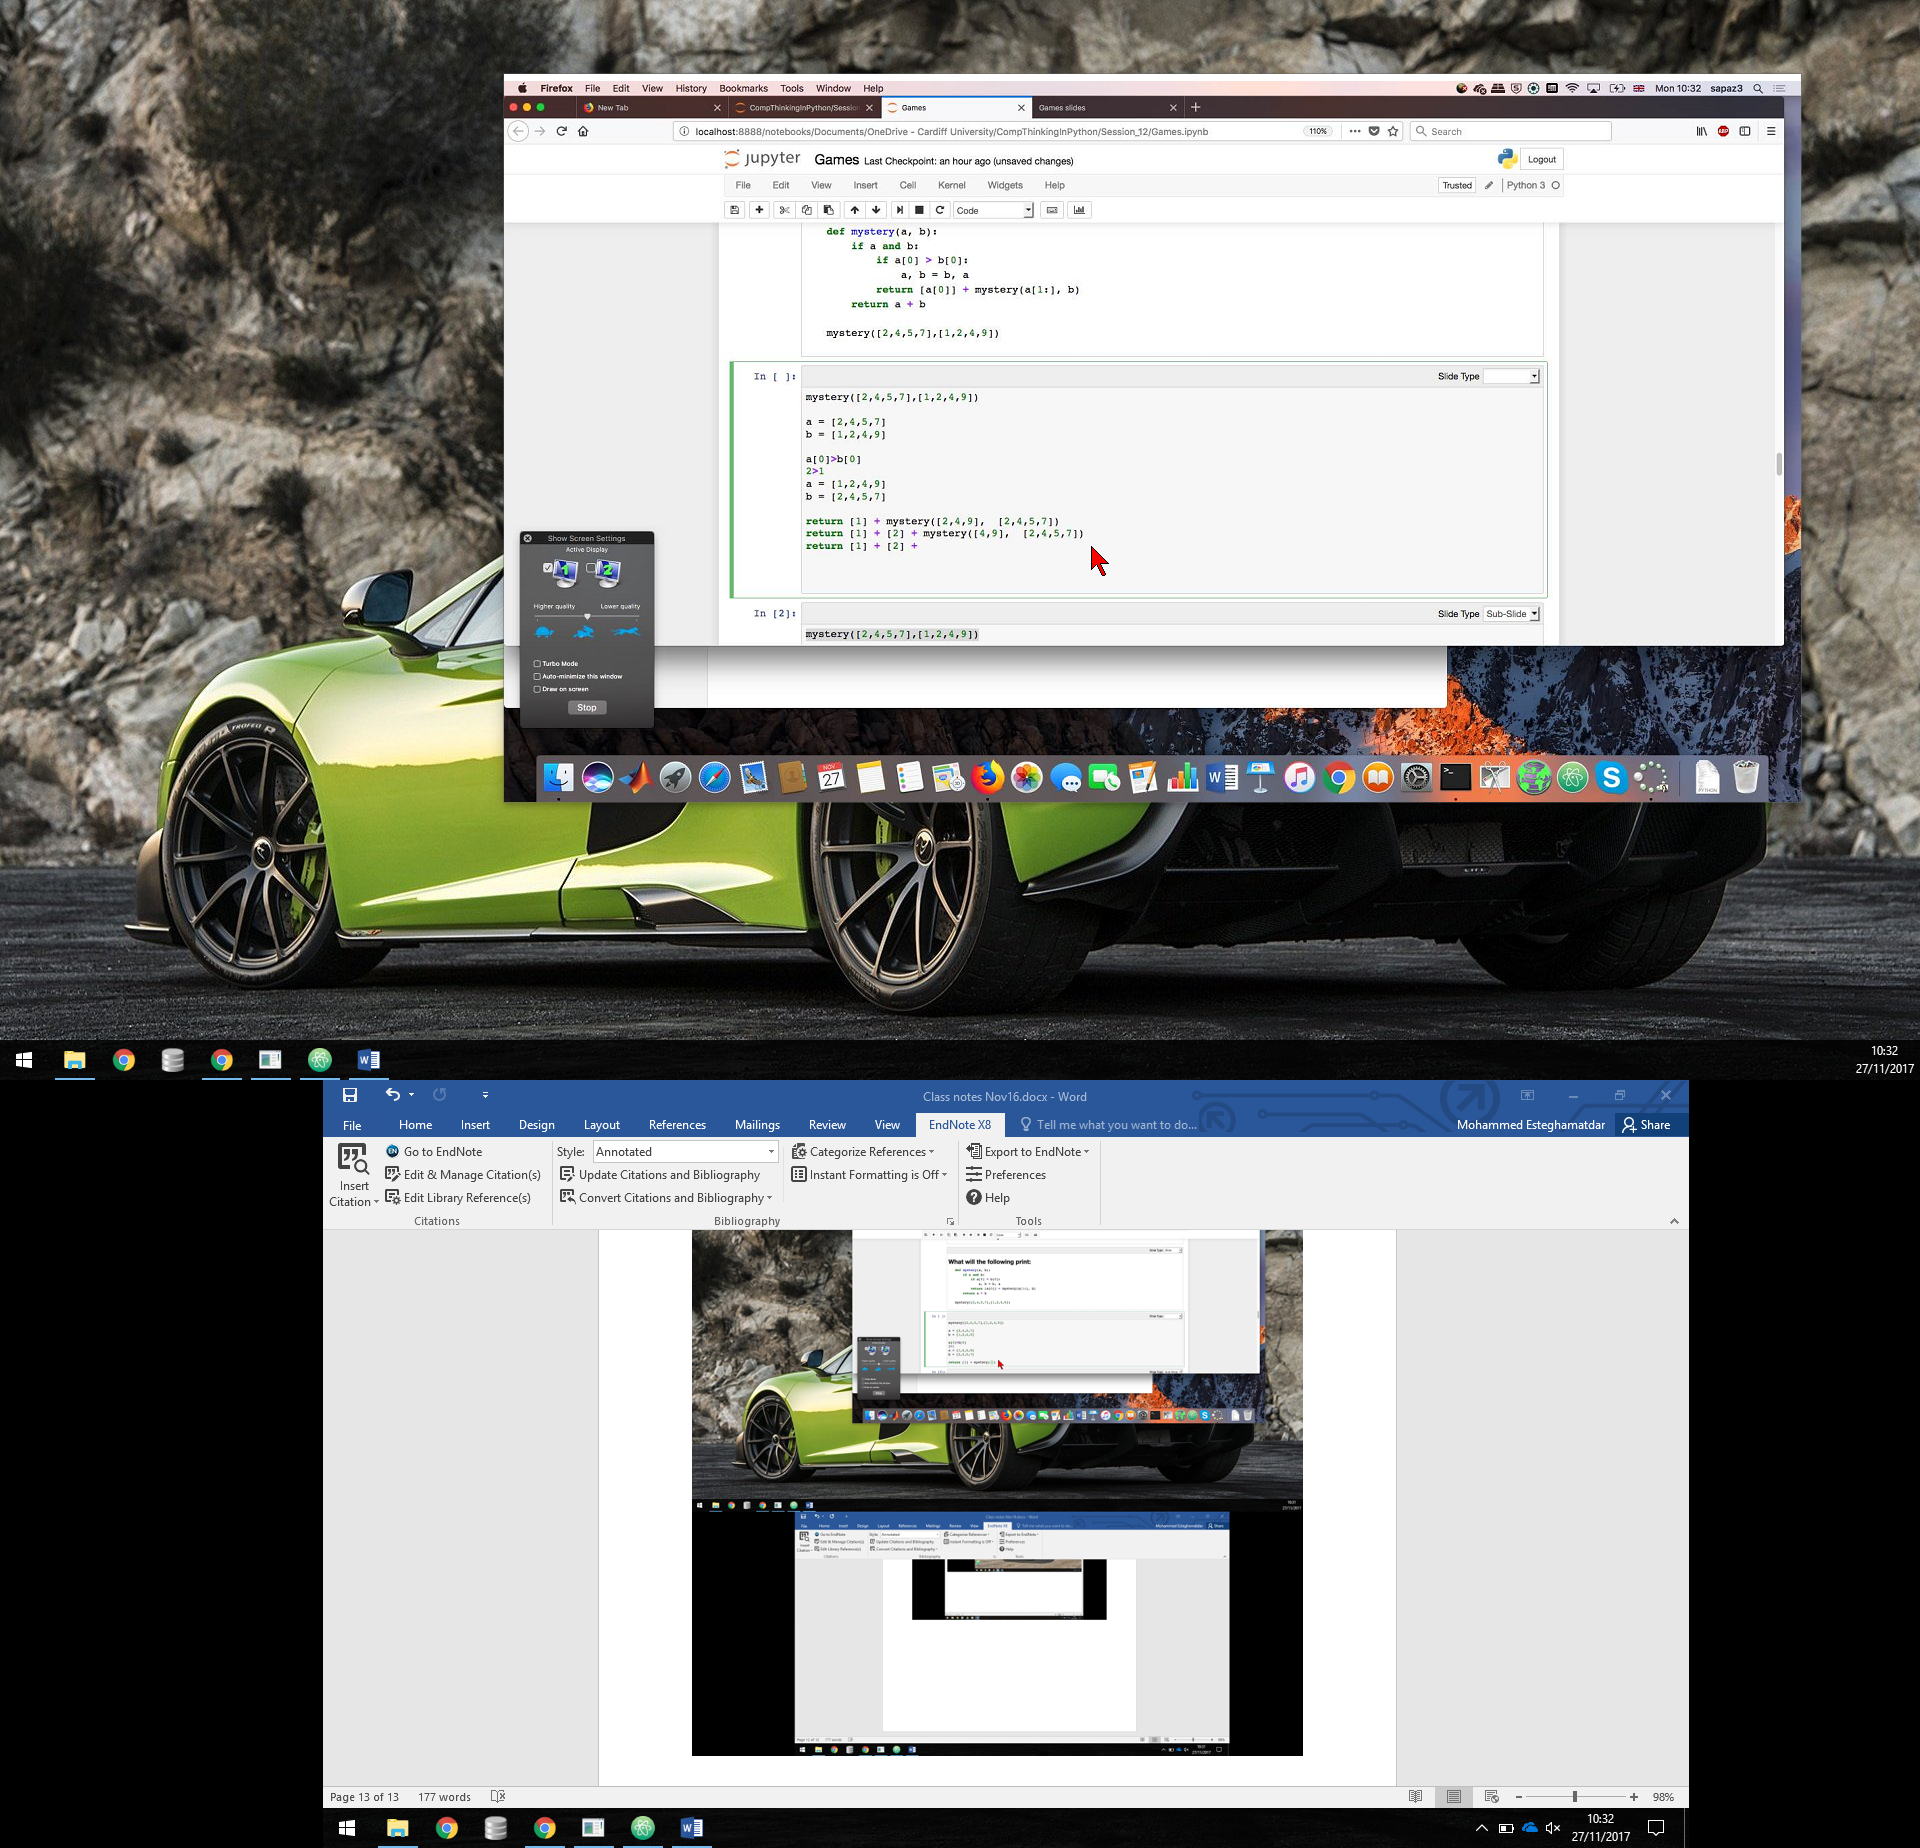 Firefox File Edit View History Bookmarks Tools Window Help Mon 10:32 sapaz3
New Tab CompThinkingInPython/Sessio Games Games slides
localhost:8888/notebooks/Documents/OneDrive - Cardiff University/CompThinkingInPython/Session_12/Games.ipynb 110% Search
jupyter Games Last Checkpoint: an hour ago (unsaved changes) Logout
File Edit View Insert Cell Kernel Widgets Help Trusted Python 3
Code
def mystery(a, b):
if a and b:
if a[0] > b[0]:
a, b = b, a
return [a[0]] + mystery(a[1:], b)
return a + b
mystery([2,4,5,7],[1,2,4,9])
In [ ]: Slide Type
mystery([2,4,5,7],[1,2,4,9])
a = [2,4,5,7]
b = [1,2,4,9]
a[0]>b[0]
2>1
a = [1,2,4,9]
b = [2,4,5,7]
return [1] + mystery([2,4,9], [2,4,5,7])
return [1] + [2] + mystery([4,9], [2,4,5,7])
return [1] + [2] +
In [2]: Slide Type Sub-Slide
mystery([2,4,5,7],[1,2,4,9])
Show Screen Settings
Active Display
1 2
Higher quality Lower quality
Turbo Mode
Auto-minimize this window
Draw on screen
Stop
NOV
27
PYTHON
TROFEO R
10:32
27/11/2017
Class notes Nov16.docx - Word
File Home Insert Design Layout References Mailings Review View EndNote X8 Tell me what you want to do... Mohammed Esteghamatdar Share
Insert Citation
Go to EndNote
Edit & Manage Citation(s)
Edit Library Reference(s)
Citations
Style: Annotated
Update Citations and Bibliography
Convert Citations and Bibliography
Categorize References
Instant Formatting is Off
Bibliography
Export to EndNote
Preferences
Help
Tools
What will the following print:
Page 13 of 13 177 words 98%
10:32
27/11/2017